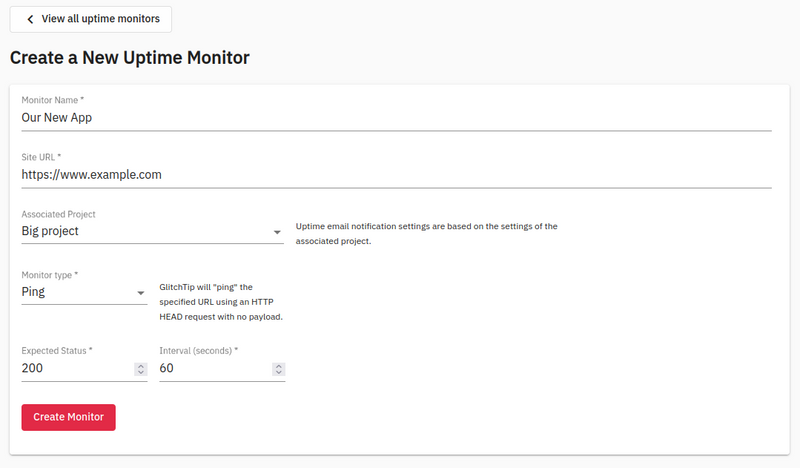 View all uptime monitors
Create a New Uptime Monitor
Monitor Name *
Our New App
Site URL *
https://www.example.com
Associated Project
Big project
Uptime email notification settings are based on the settings of the
associated project.
Monitor type *
Ping
GlitchTip will "ping" the
specified URL using an HTTP
HEAD request with no payload.
Expected Status *
200
Interval (seconds) *
60
Create Monitor